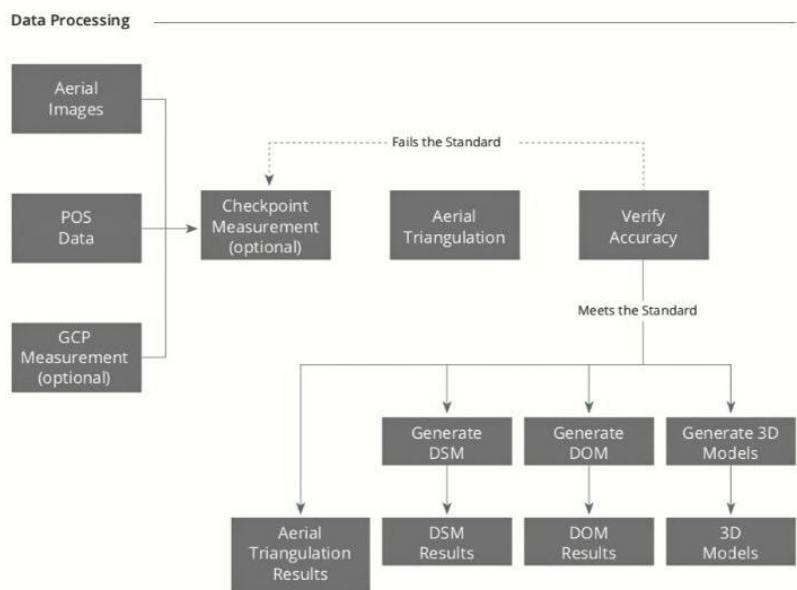 Data Processing
Aerial
Images
Fails the Standard
POS
Data
Checkpoint
Measurement
(optional)
Aerial
Triangulation
Verify
Accuracy
Meets the Standard
GCP
Measurement
(optional)
Generate
DSM
Generate
DOM
Generate 3D
Models
Aerial
Triangulation
Results
DSM
Results
DOM
Results
3D
Models